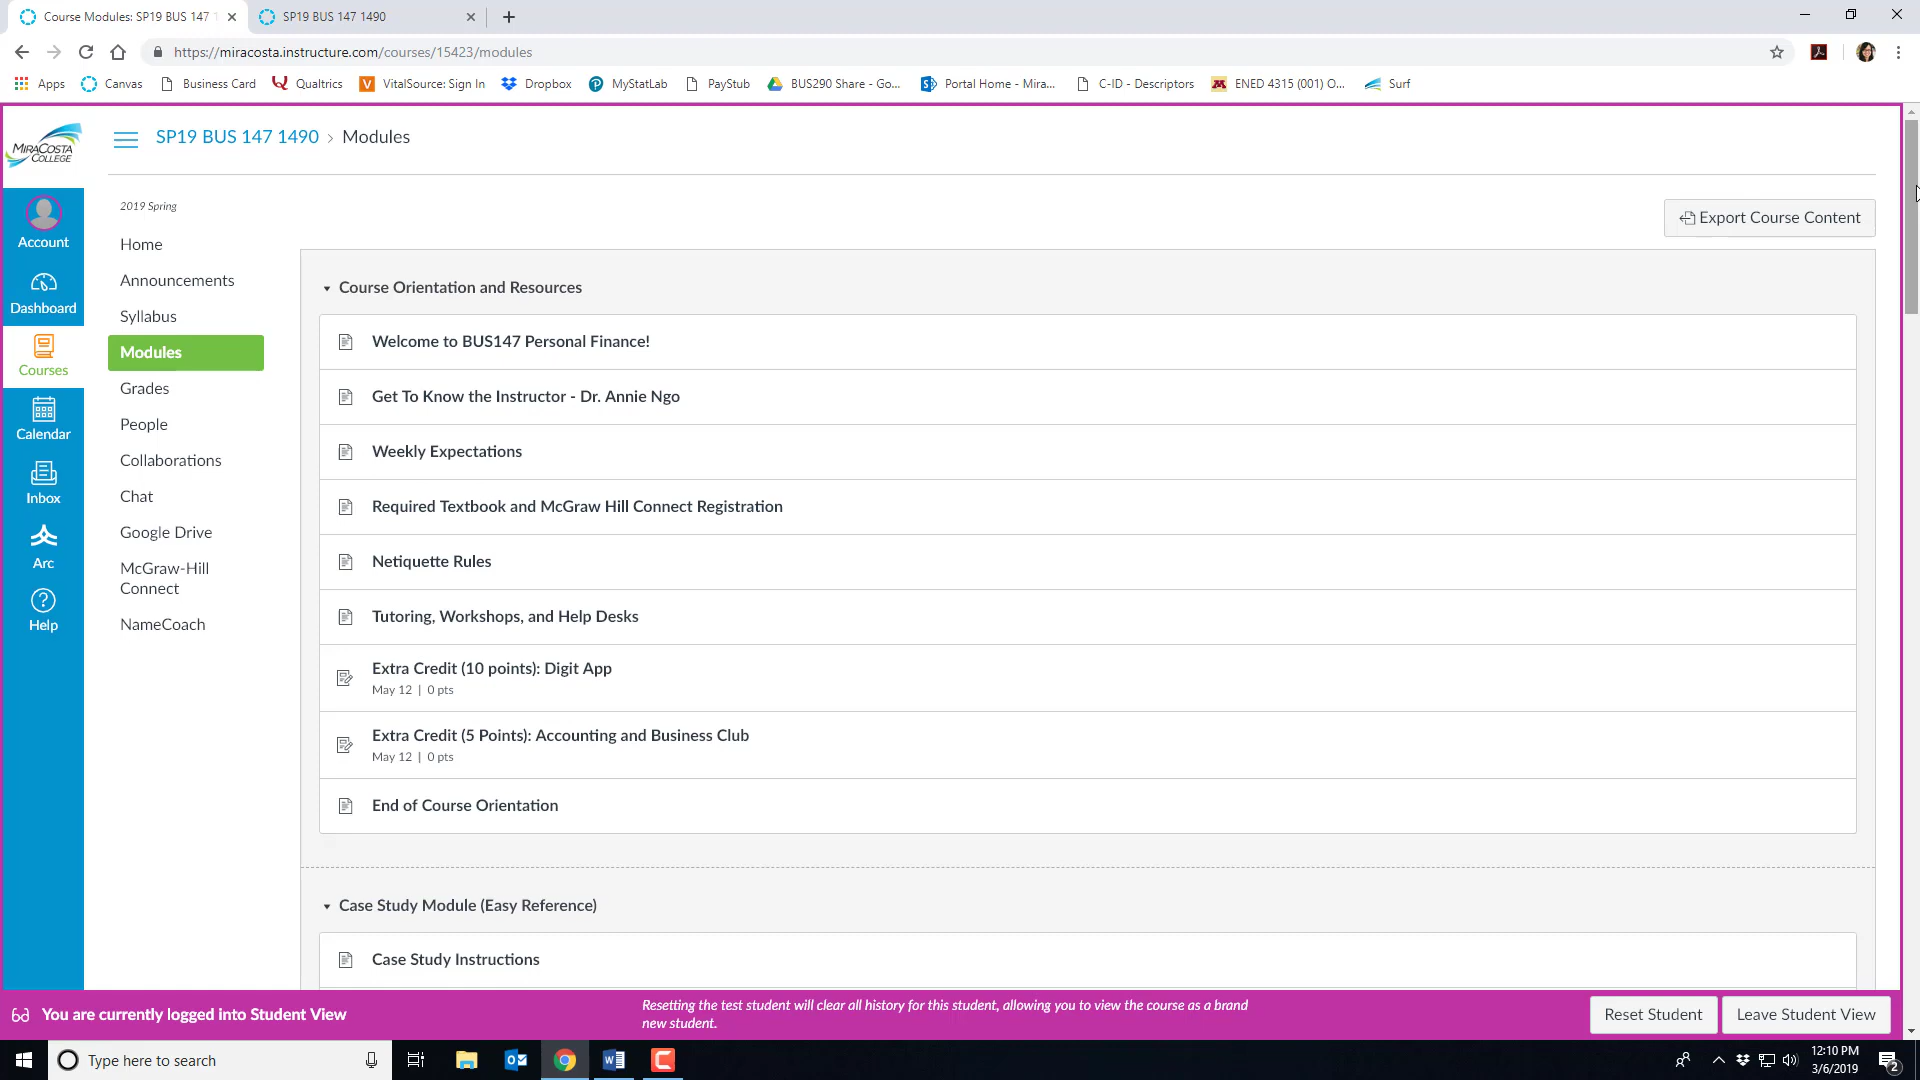 Course Modules: SP19 BUS 147 1
SP19 BUS 147 1490
https://miracosta.instructure.com/courses/15423/modules
Apps
Canvas
Business Card
Qualtrics
VitalSource: Sign In
Dropbox
MyStatLab
PayStub
BUS290 Share - Go...
Portal Home - Mira...
C-ID - Descriptors
ENED 4315 (001) O...
Surf
MIRACOSTA
COLLEGE
SP19 BUS 147 1490 › Modules
Account
Dashboard
Courses
Calendar
Inbox
Arc
Help
2019 Spring
Home
Announcements
Syllabus
Modules
Grades
People
Collaborations
Chat
Google Drive
McGraw-Hill
Connect
NameCoach
Export Course Content
Course Orientation and Resources
Welcome to BUS147 Personal Finance!
Get To Know the Instructor - Dr. Annie Ngo
Weekly Expectations
Required Textbook and McGraw Hill Connect Registration
Netiquette Rules
Tutoring, Workshops, and Help Desks
Extra Credit (10 points): Digit App
May 12 | 0 pts
Extra Credit (5 Points): Accounting and Business Club
May 12 | 0 pts
End of Course Orientation
Case Study Module (Easy Reference)
Case Study Instructions
You are currently logged into Student View
Resetting the test student will clear all history for this student, allowing you to view the course as a brand
new student.
Reset Student
Leave Student View
Type here to search
12:10 PM
3/6/2019
2